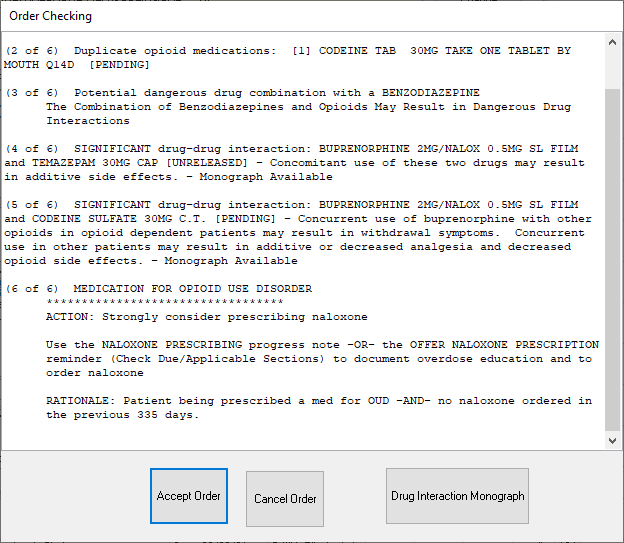 Order Checking
(2 of 6)  Duplicate opioid medications:  [1] CODEINE TAB  30MG TAKE ONE TABLET BY
MOUTH Q14D  [PENDING]
(3 of 6)  Potential dangerous drug combination with a BENZODIAZEPINE
The Combination of Benzodiazepines and Opioids May Result in Dangerous Drug
Interactions
(4 of 6)  SIGNIFICANT drug-drug interaction: BUPRENORPHINE 2MG/NALOX 0.5MG SL FILM
and TEMAZEPAM 30MG CAP [UNRELEASED] - Concomitant use of these two drugs may result
in additive side effects. - Monograph Available
(5 of 6)  SIGNIFICANT drug-drug interaction: BUPRENORPHINE 2MG/NALOX 0.5MG SL FILM
and CODEINE SULFATE 30MG C.T. [PENDING] - Concurrent use of buprenorphine with other
opioids in opioid dependent patients may result in withdrawal symptoms.  Concurrent
use in other patients may result in additive or decreased analgesia and decreased
opioid side effects. - Monograph Available
(6 of 6)  MEDICATION FOR OPIOID USE DISORDER
**********************************
ACTION: Strongly consider prescribing naloxone
Use the NALOXONE PRESCRIBING progress note -OR- the OFFER NALOXONE PRESCRIPTION
reminder (Check Due/Applicable Sections) to document overdose education and to
order naloxone
RATIONALE: Patient being prescribed a med for OUD -AND- no naloxone ordered in
the previous 335 days.
Accept Order
Cancel Order
Drug Interaction Monograph